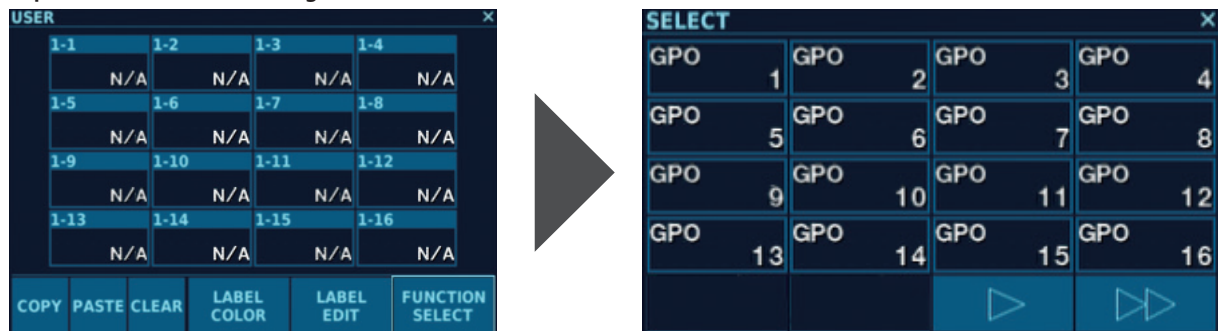 USER ×
1-1 1-2 1-3 1-4
N/A N/A N/A N/A
1-5 1-6 1-7 1-8
N/A N/A N/A N/A
1-9 1-10 1-11 1-12
N/A N/A N/A N/A
1-13 1-14 1-15 1-16
N/A N/A N/A N/A
COPY PASTE CLEAR LABEL COLOR LABEL EDIT FUNCTION SELECT
SELECT ×
GPO 1 GPO 2 GPO 3 GPO 4
GPO 5 GPO 6 GPO 7 GPO 8
GPO 9 GPO 10 GPO 11 GPO 12
GPO 13 GPO 14 GPO 15 GPO 16